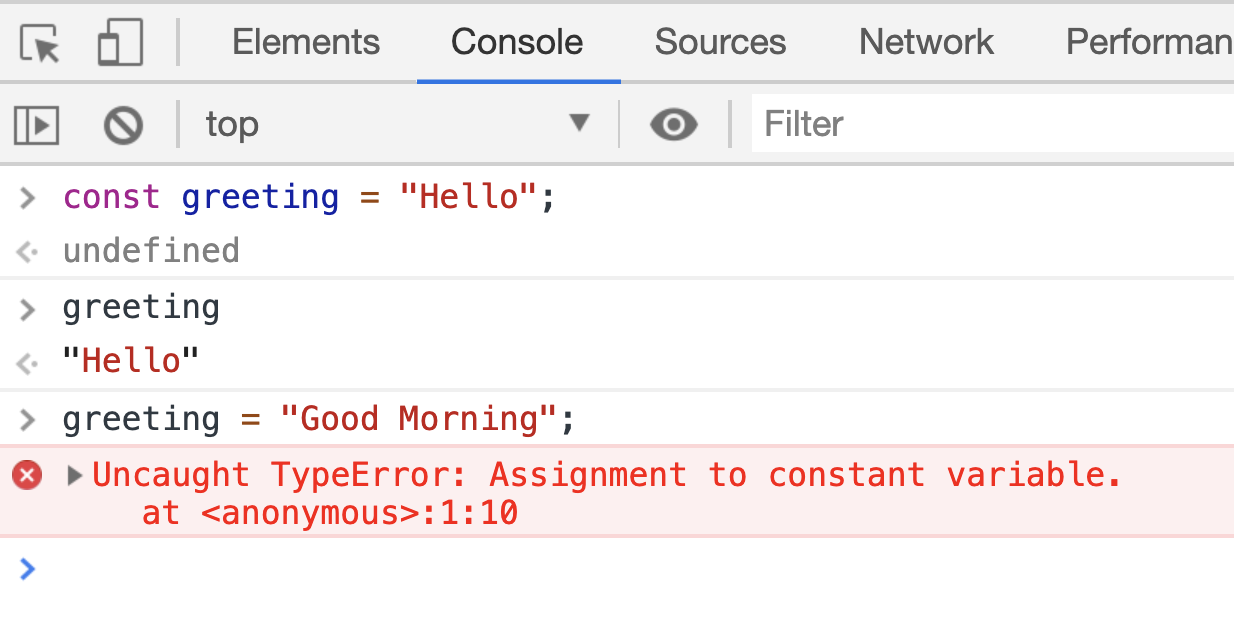 Elements Console Sources Network Performan
top Filter
const greeting = "Hello";
undefined
greeting
"Hello"
greeting = "Good Morning";
Uncaught TypeError: Assignment to constant variable.
at <anonymous>:1:10